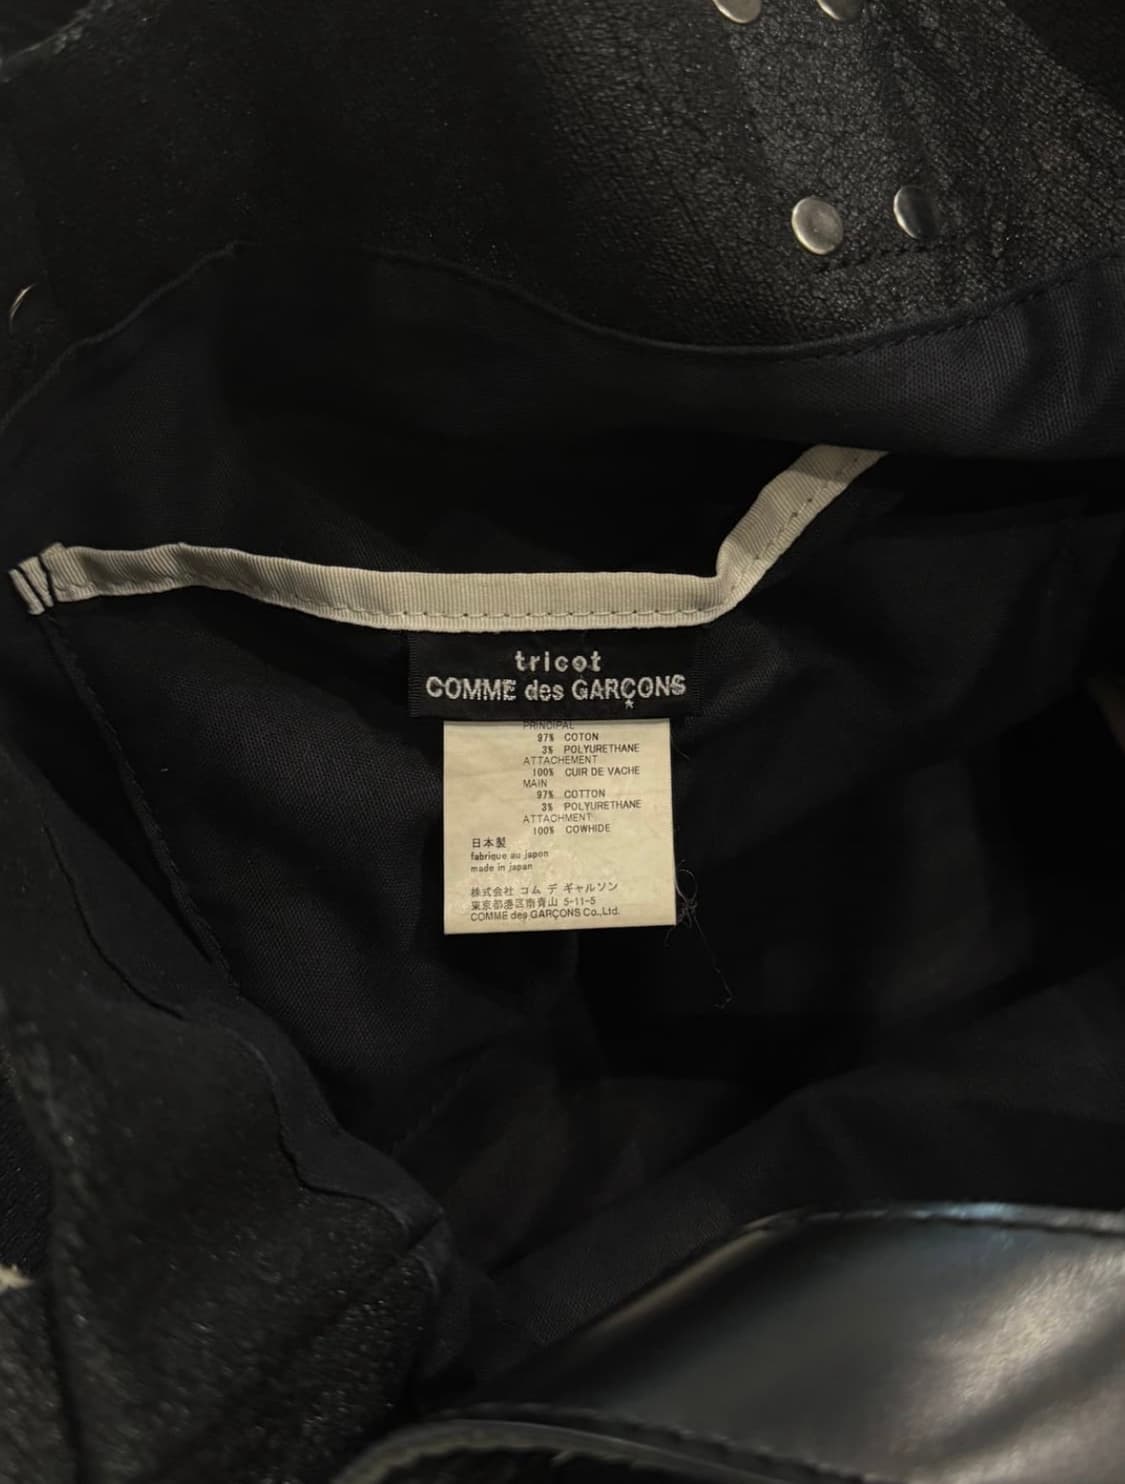 tricot
COMME des GARÇONS
PRINCIPAL
97% COTON
3% POLYURETHANE
ATTACHEMENT
100% CUIR DE VACHE
MAIN
97% COTTON
3% POLYURETHANE
ATTACHMENT
100% COWHIDE
日本製
fabriqué au japon
made in japan
株式会社 コム デ ギャルソン
東京都港区南青山 5-11-5
COMME des GARÇONS Co.,Ltd.